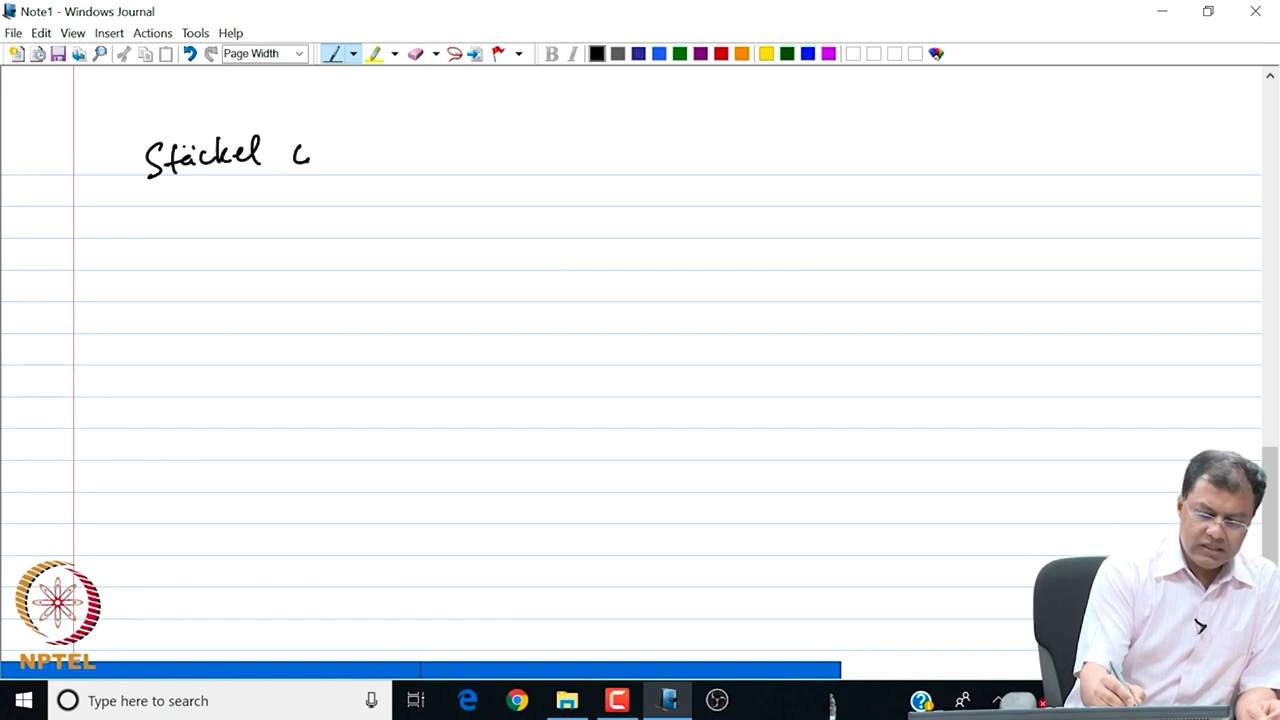 Note1 - Windows Journal
File Edit View Insert Actions Tools Help
Page Width B I
Stäckel c
NPTEL
Type here to search